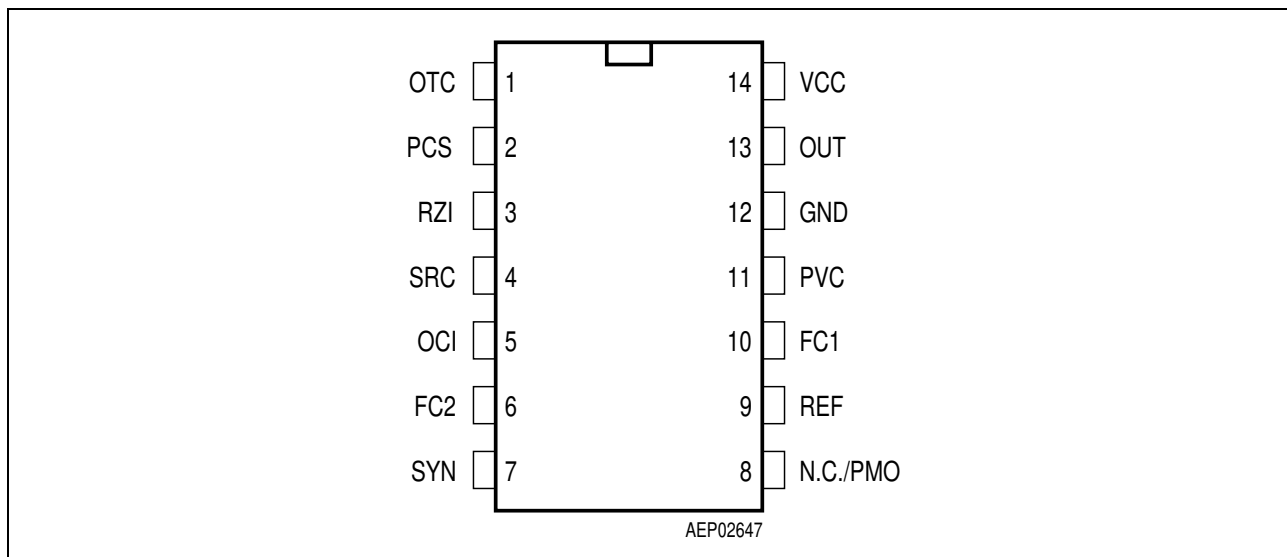 OTC 1 14 VCC
PCS 2 13 OUT
RZI 3 12 GND
SRC 4 11 PVC
OCI 5 10 FC1
FC2 6 9 REF
SYN 7 8 N.C./PMO
AEP02647